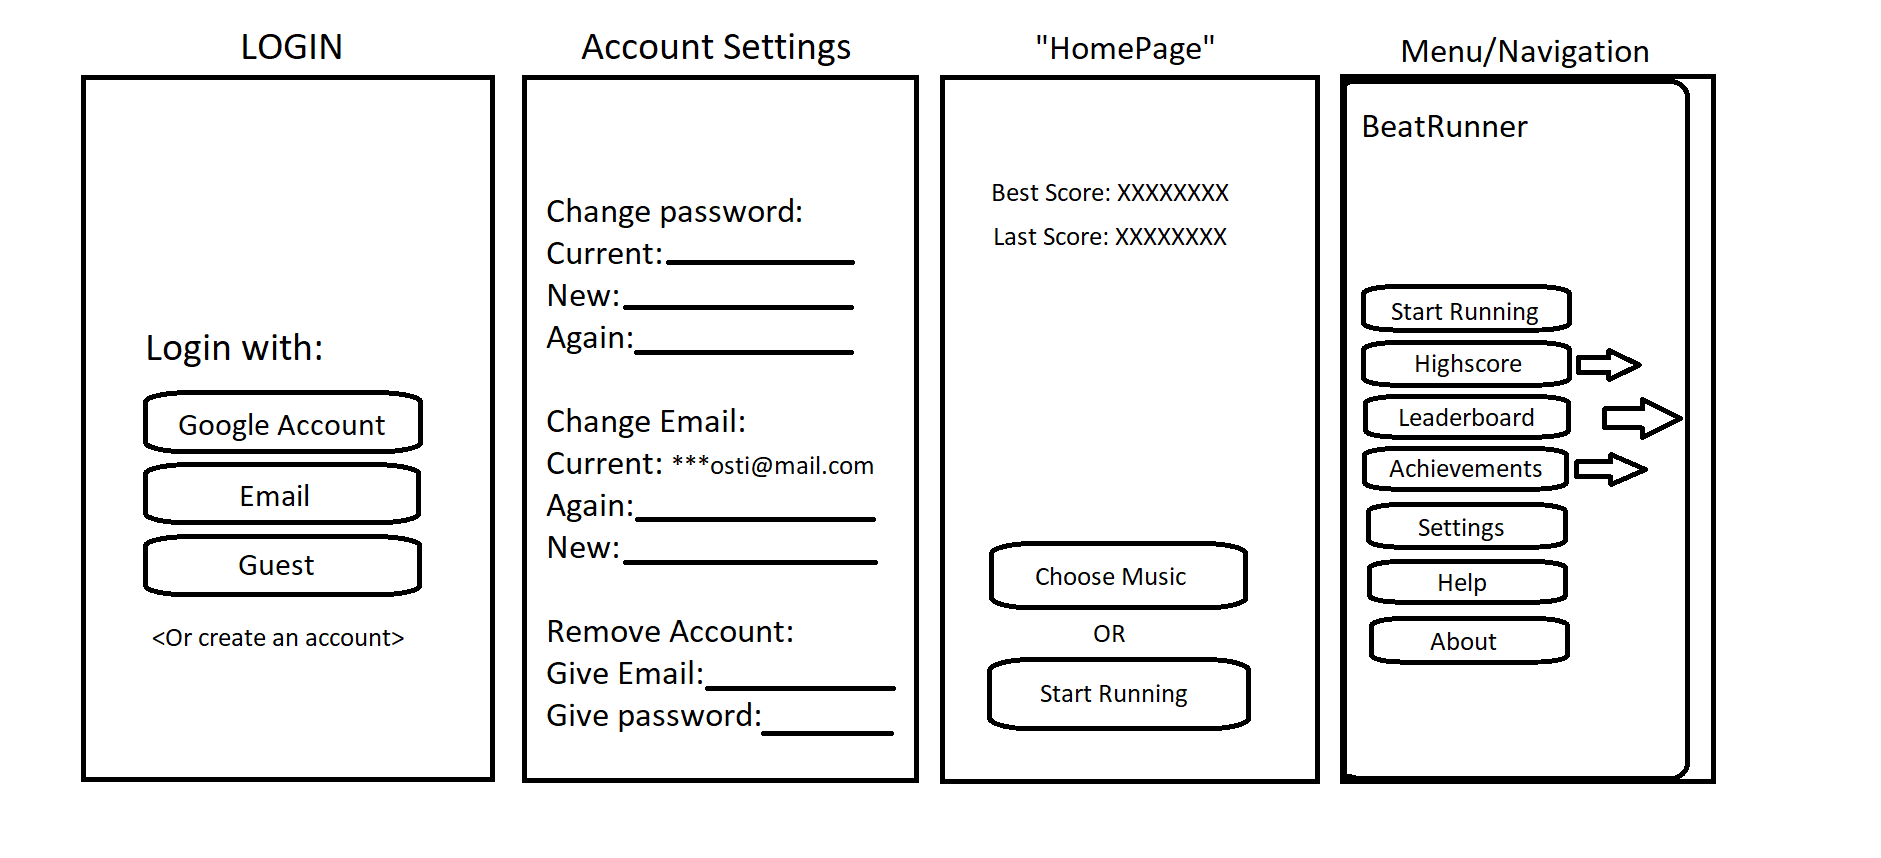 LOGIN
Login with:
Google Account
Email
Guest
<Or create an account>
Account Settings
Change password:
Current:
New:
Again:
Change Email:
Current: ***osti@mail.com
Again:
New:
Remove Account:
Give Email:
Give password:
"HomePage"
Best Score: XXXXXXXX
Last Score: XXXXXXXX
Choose Music
OR
Start Running
Menu/Navigation
BeatRunner
Start Running
Highscore
Leaderboard
Achievements
Settings
Help
About